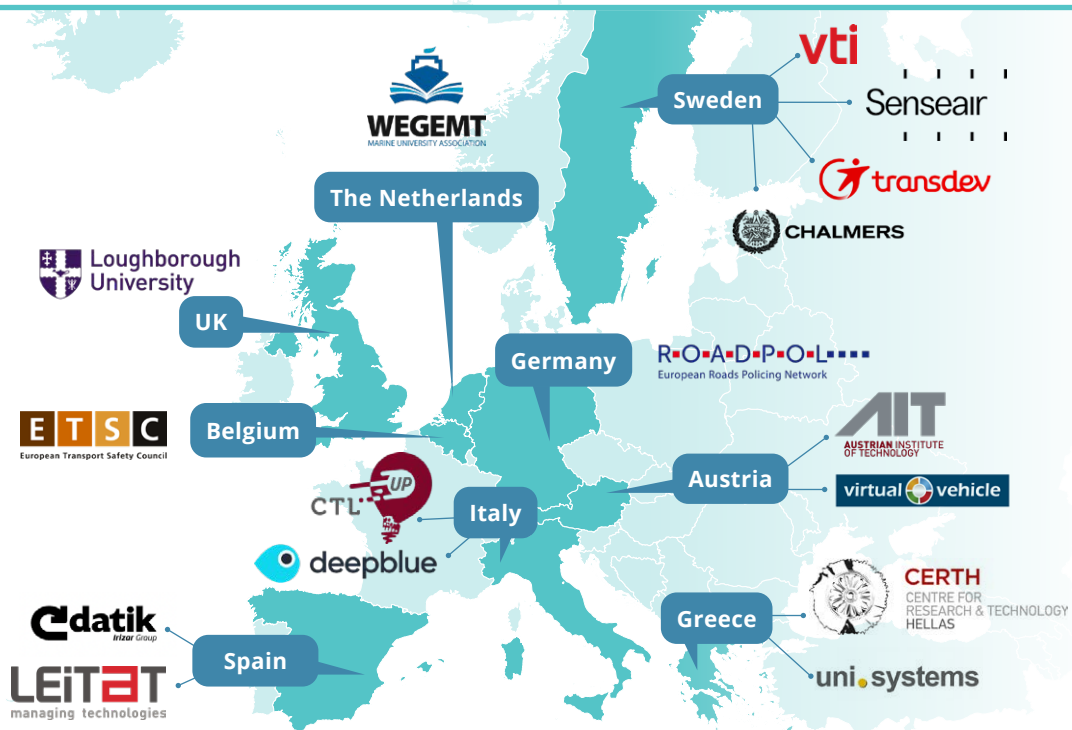 vti
Sweden
Senseair
WEGEMT
MARINE UNIVERSITY ASSOCIATION
transdev
The Netherlands
CHALMERS
Loughborough
University
UK
Germany
R-O-A-D-P-O-L
European Roads Policing Network
ETSC
European Transport Safety Council
Belgium
AIT
AUSTRIAN INSTITUTE
OF TECHNOLOGY
Austria
virtual vehicle
UP
CTL
Italy
deepblue
CERTH
CENTRE FOR
RESEARCH & TECHNOLOGY
HELLAS
datik
Irizar Group
Greece
Spain
LEITAT
managing technologies
uni.systems